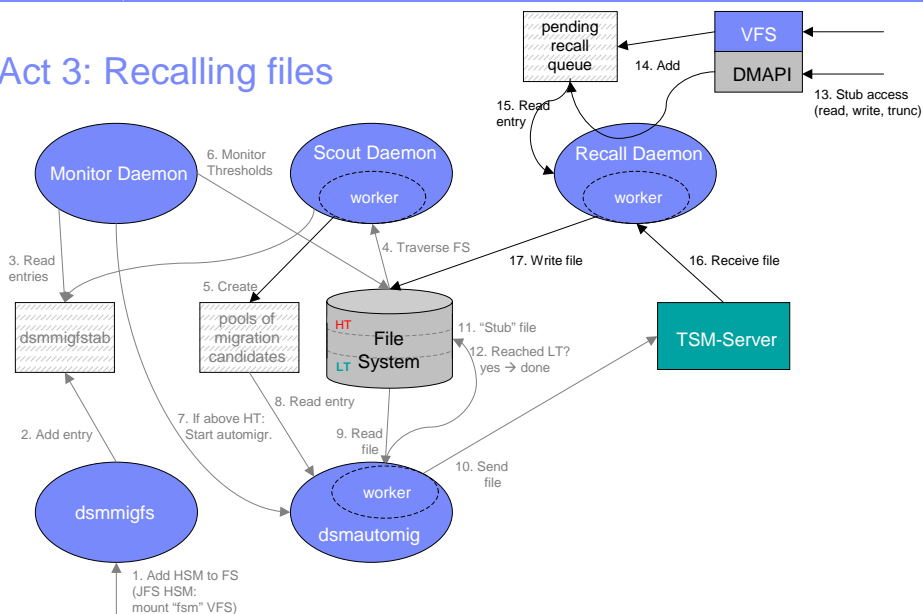 Act 3: Recalling files
pending
recall
queue
VFS
DMAPI
14. Add
13. Stub access
(read, write, trunc)
15. Read
entry
6. Monitor
Thresholds
Scout Daemon
worker
Monitor Daemon
Recall Daemon
worker
3. Read
entries
4. Traverse FS
17. Write file
16. Receive file
5. Create
dsmmigfstab
pools of
migration
candidates
HT
File
System
LT
11. “Stub” file
12. Reached LT?
yes → done
TSM-Server
2. Add entry
7. If above HT:
Start automigr.
8. Read entry
9. Read
file
10. Send
file
dsmmigfs
worker
dsmautomig
1. Add HSM to FS
(JFS HSM:
mount “fsm” VFS)